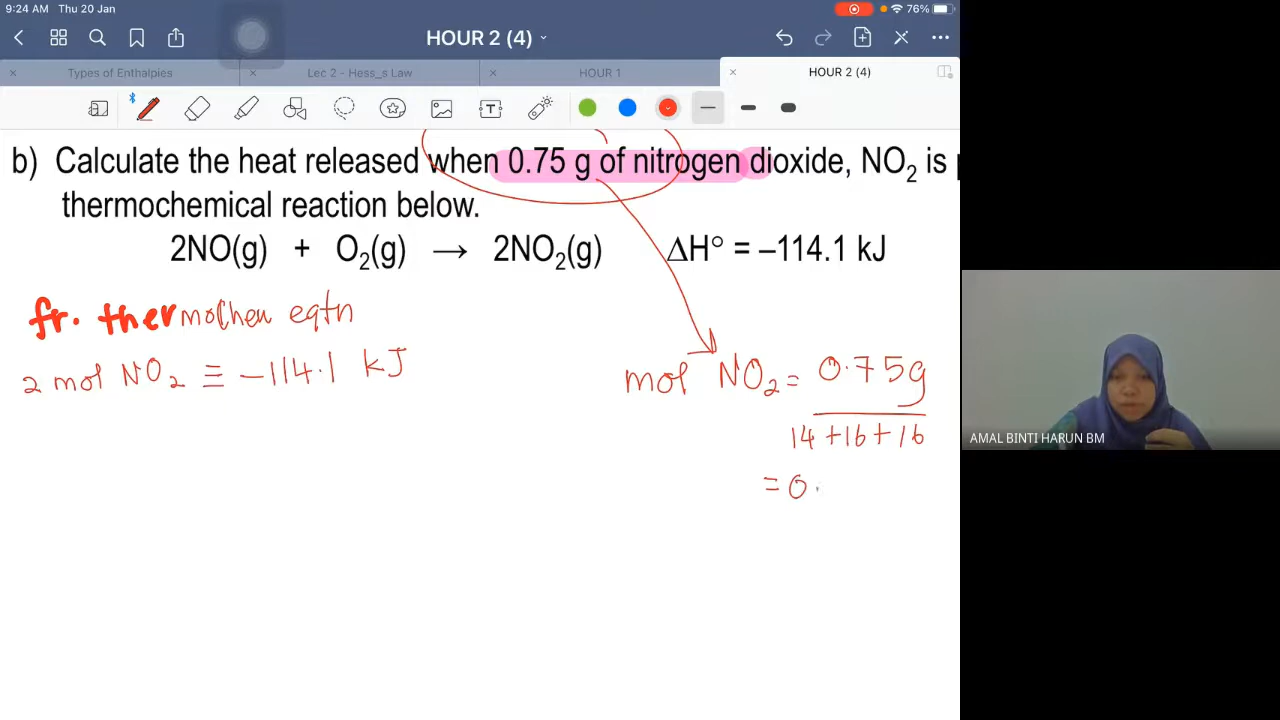 9:24 AM Thu 20 Jan
76%
HOUR 2 (4)
Types of Enthalpies
Lec 2 - Hess_s Law
HOUR 1
HOUR 2 (4)
b) Calculate the heat released when 0.75 g of nitrogen dioxide, NO₂ is
thermochemical reaction below.
2NO(g) + O₂(g) → 2NO₂(g) ΔH° = –114.1 kJ
fr. thermochem eqtn
2 mol NO₂ ≡ -114.1 kJ
mol NO₂ = 0.75g
14 + 16 + 16
= 0.
AMAL BINTI HARUN BM